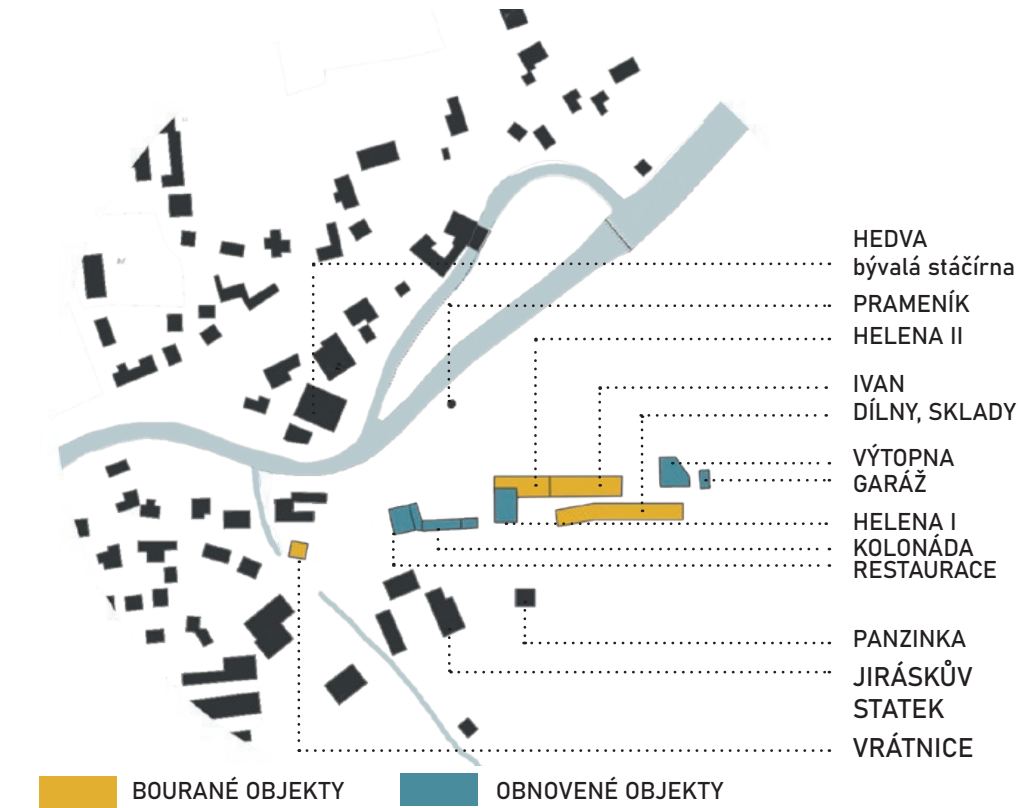 HEDVA
bývalá stáčírna
PRAMENÍK
HELENA II
IVAN
DÍLNY, SKLADY
VÝTOPNA
GARÁŽ
HELENA I
KOLONÁDA
RESTAURACE
PANZINKA
JIRÁSKŮV
STATEK
VRÁTNICE
BOURANÉ OBJEKTY
OBNOVENÉ OBJEKTY